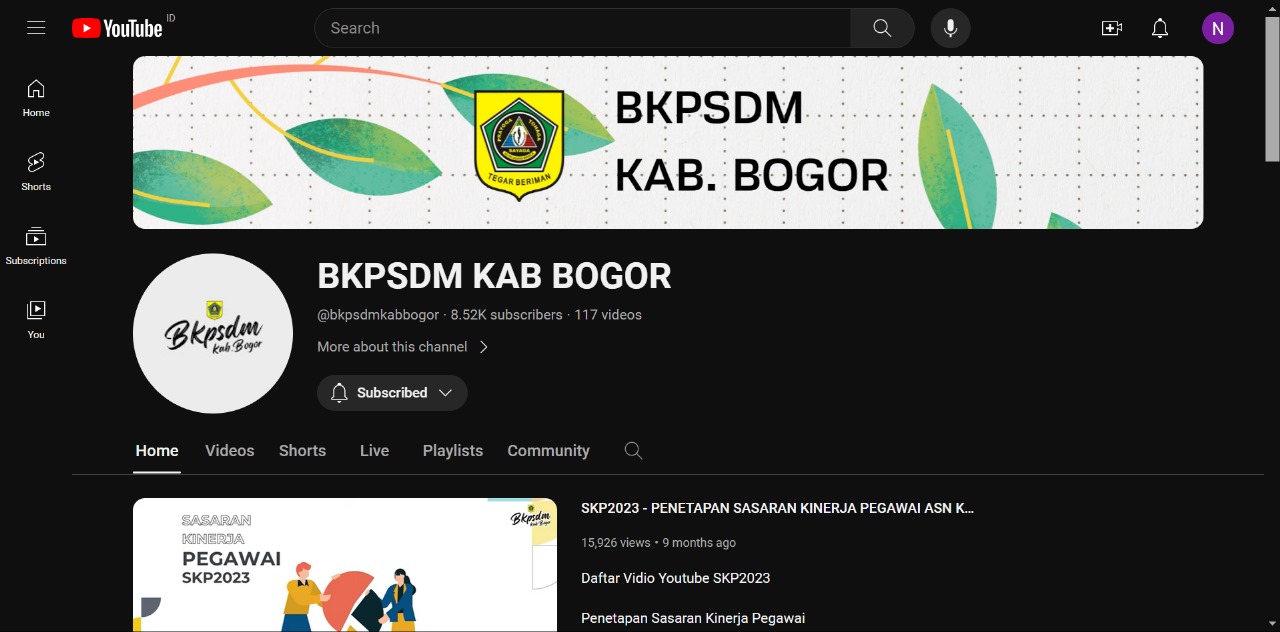 YouTube ID
Search
N
Home
Shorts
Subscriptions
You
BKPSDM
KAB. BOGOR
PRAYOGA TOHAGA
SAYAGA
TEGAR BERIMAN
Bkpsdm
Kab.Bogor
BKPSDM KAB BOGOR
@bkpsdmkabbogor · 8.52K subscribers · 117 videos
More about this channel
Subscribed
Home Videos Shorts Live Playlists Community
SASARAN
KINERJA
PEGAWAI
SKP2023
Bkpsdm
Kab.Bogor
SKP2023 - PENETAPAN SASARAN KINERJA PEGAWAI ASN K...
15,926 views • 9 months ago
Daftar Vidio Youtube SKP2023
Penetapan Sasaran Kinerja Pegawai